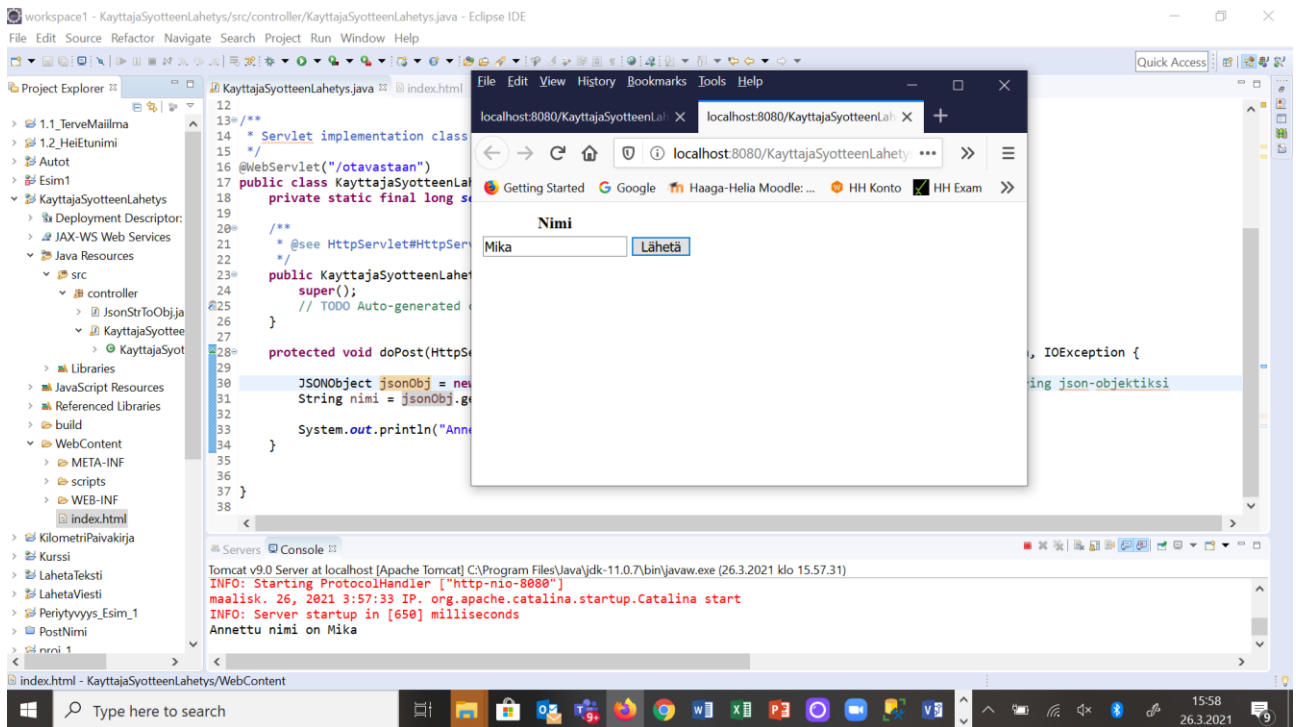 workspace1 - KayttajaSyotteenLahetys/src/controller/KayttajaSyotteenLahetys.java - Eclipse IDE
File Edit Source Refactor Navigate Search Project Run Window Help
Quick Access
Project Explorer
1.1_TerveMaiilma
1.2_HeiEtunimi
Autot
Esim1
KayttajaSyotteenLahetys
Deployment Descriptor:
JAX-WS Web Services
Java Resources
src
controller
JsonStrToObj.ja
KayttajaSyottee
KayttajaSyot
Libraries
JavaScript Resources
Referenced Libraries
build
WebContent
META-INF
scripts
WEB-INF
index.html
KilometriPaivakirja
Kurssi
LahetaTeksti
LahetaViesti
Periytyvyys_Esim_1
PostNimi
proj_1
KayttajaSyotteenLahetys.java index.html
12
13 /**
14 * Servlet implementation class
15 */
16 @WebServlet("/otavastaan")
17 public class KayttajaSyotteenLa
18 private static final long se
19
20 /**
21 * @see HttpServlet#HttpSer
22 */
23 public KayttajaSyotteenLahet
24 super();
25 // TODO Auto-generated
26 }
27
28 protected void doPost(HttpSe , IOException {
29
30 JSONObject jsonObj = new ing json-objektiksi
31 String nimi = jsonObj.ge
32
33 System.out.println("Anne
34 }
35
36
37 }
38
File Edit View History Bookmarks Tools Help
localhost:8080/KayttajaSyotteenLah localhost:8080/KayttajaSyotteenLah
localhost:8080/KayttajaSyotteenLahety
Getting Started Google Haaga-Helia Moodle: ... HH Konto HH Exam
Nimi
Mika Lähetä
Servers Console
Tomcat v9.0 Server at localhost [Apache Tomcat] C:\Program Files\Java\jdk-11.0.7\bin\javaw.exe (26.3.2021 klo 15.57.31)
INFO: Starting ProtocolHandler ["http-nio-8080"]
maalisk. 26, 2021 3:57:33 IP. org.apache.catalina.startup.Catalina start
INFO: Server startup in [650] milliseconds
Annettu nimi on Mika
index.html - KayttajaSyotteenLahetys/WebContent
Type here to search
9+
15:58
26.3.2021
9